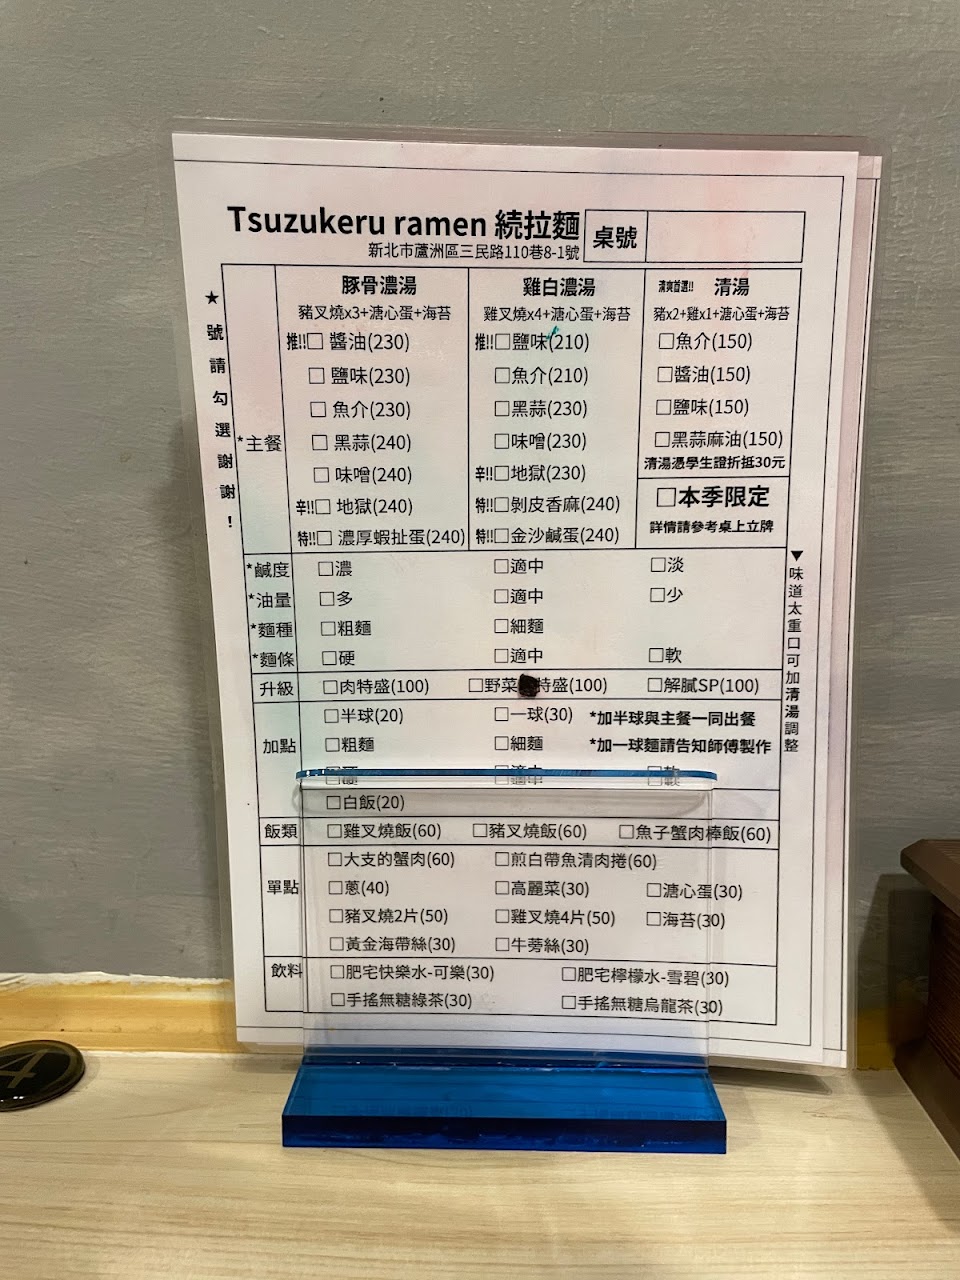 Tsuzukeru ramen 続拉麵
新北市蘆洲區三民路110巷8-1號
桌號
★號請勾選謝謝！
*主餐
豚骨濃湯
豬叉燒x3+溏心蛋+海苔
推!!□ 醬油(230)
□ 鹽味(230)
□ 魚介(230)
□ 黑蒜(240)
□ 味噌(240)
辛!!□ 地獄(240)
特!!□ 濃厚蝦扯蛋(240)
雞白濃湯
雞叉燒x4+溏心蛋+海苔
推!!□鹽味(210)
□魚介(210)
□黑蒜(230)
□味噌(230)
辛!!□地獄(230)
特!!□剝皮香麻(240)
特!!□金沙鹹蛋(240)
清爽首選!! 清湯
豬x2+雞x1+溏心蛋+海苔
□魚介(150)
□醬油(150)
□鹽味(150)
□黑蒜麻油(150)
清湯憑學生證折抵30元
□本季限定
詳情請參考桌上立牌
*鹹度 □濃 □適中 □淡
*油量 □多 □適中 □少
*麵種 □粗麵 □細麵
*麵條 □硬 □適中 □軟
▼味道太重口可加清湯調整
升級 □肉特盛(100) □野菜特盛(100) □解膩SP(100)
加點 □半球(20) □一球(30) *加半球與主餐一同出餐
□粗麵 □細麵 *加一球麵請告知師傅製作
□硬 □適中 □軟
□白飯(20)
飯類 □雞叉燒飯(60) □豬叉燒飯(60) □魚子蟹肉棒飯(60)
單點 □大支的蟹肉(60) □煎白帶魚清肉捲(60)
□蔥(40) □高麗菜(30) □溏心蛋(30)
□豬叉燒2片(50) □雞叉燒4片(50) □海苔(30)
□黃金海帶絲(30) □牛蒡絲(30)
飲料 □肥宅快樂水-可樂(30) □肥宅檸檬水-雪碧(30)
□手搖無糖綠茶(30) □手搖無糖烏龍茶(30)
4